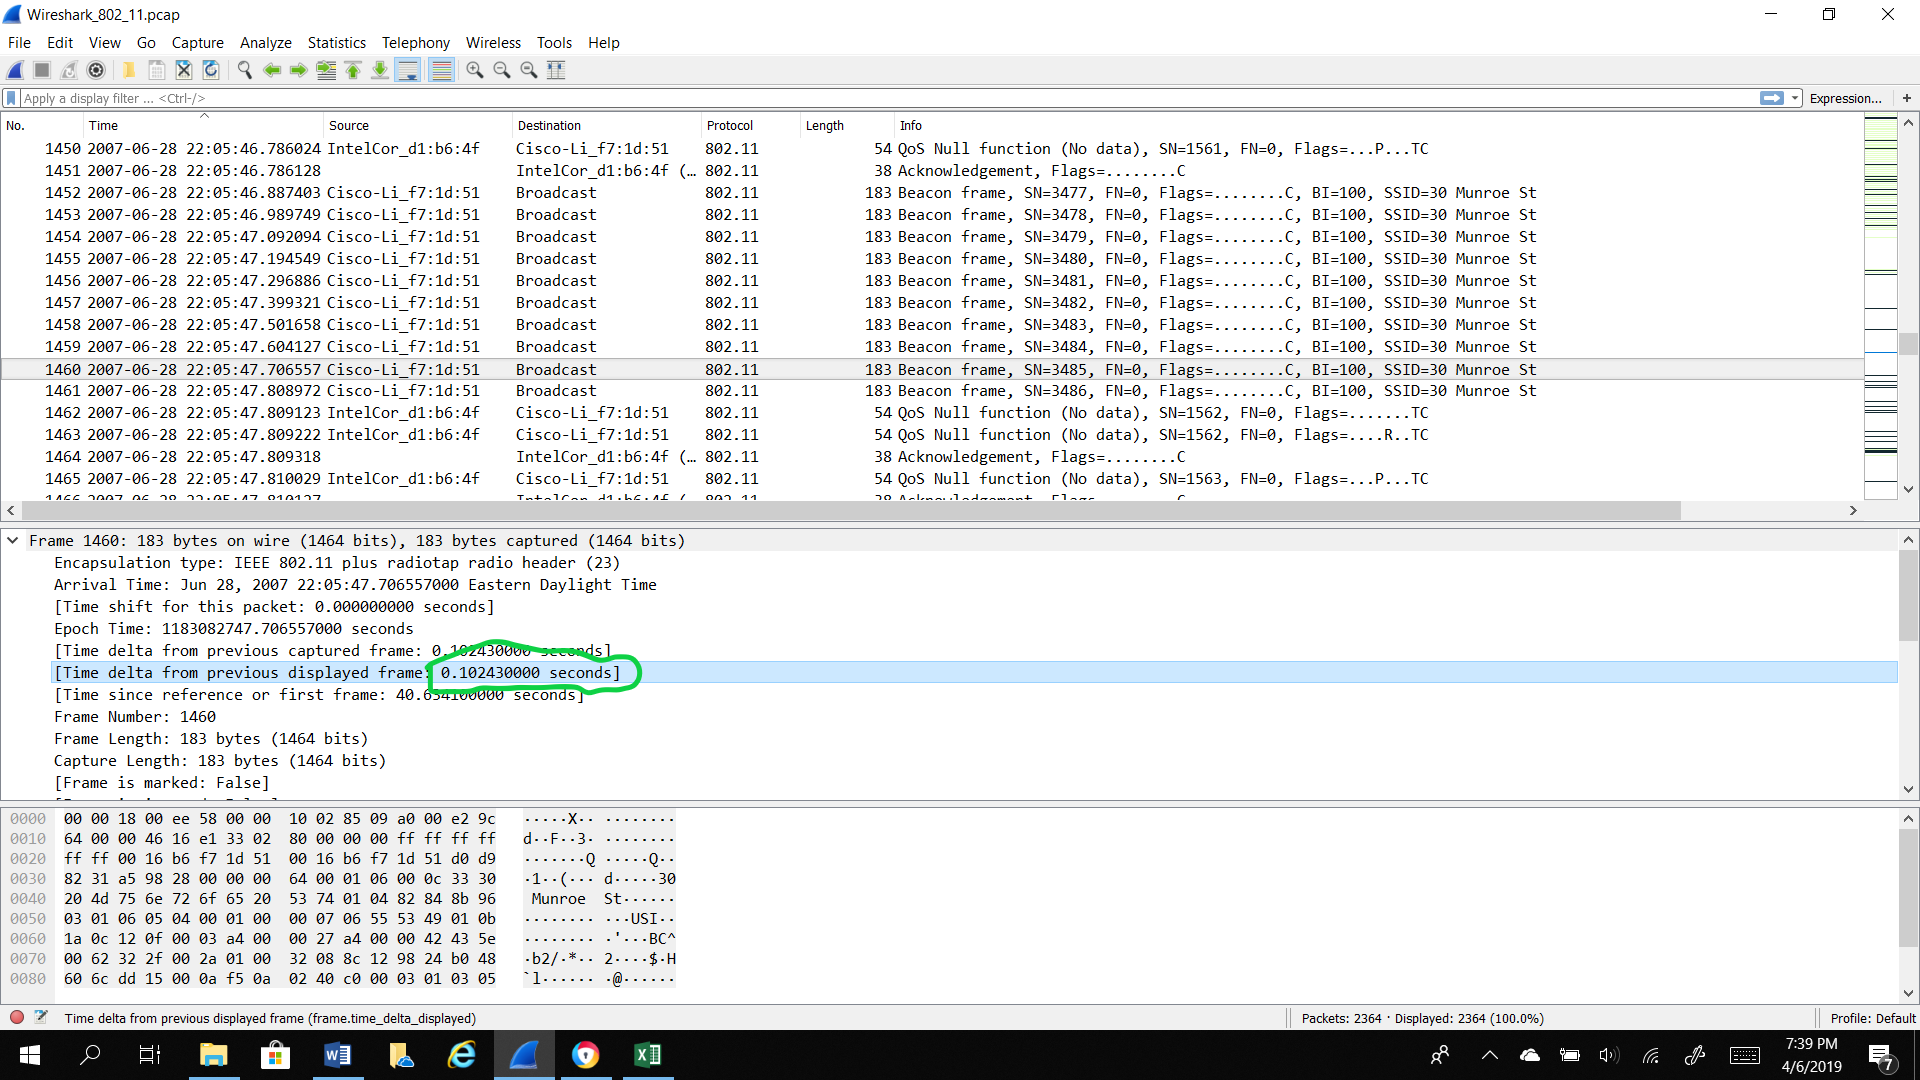 Wireshark_802_11.pcap
File Edit View Go Capture Analyze Statistics Telephony Wireless Tools Help
Apply a display filter ... <Ctrl-/> Expression... +
No. Time Source Destination Protocol Length Info
1450 2007-06-28 22:05:46.786024 IntelCor_d1:b6:4f Cisco-Li_f7:1d:51 802.11 54 QoS Null function (No data), SN=1561, FN=0, Flags=...P...TC
1451 2007-06-28 22:05:46.786128 IntelCor_d1:b6:4f (… 802.11 38 Acknowledgement, Flags=........C
1452 2007-06-28 22:05:46.887403 Cisco-Li_f7:1d:51 Broadcast 802.11 183 Beacon frame, SN=3477, FN=0, Flags=........C, BI=100, SSID=30 Munroe St
1453 2007-06-28 22:05:46.989749 Cisco-Li_f7:1d:51 Broadcast 802.11 183 Beacon frame, SN=3478, FN=0, Flags=........C, BI=100, SSID=30 Munroe St
1454 2007-06-28 22:05:47.092094 Cisco-Li_f7:1d:51 Broadcast 802.11 183 Beacon frame, SN=3479, FN=0, Flags=........C, BI=100, SSID=30 Munroe St
1455 2007-06-28 22:05:47.194549 Cisco-Li_f7:1d:51 Broadcast 802.11 183 Beacon frame, SN=3480, FN=0, Flags=........C, BI=100, SSID=30 Munroe St
1456 2007-06-28 22:05:47.296886 Cisco-Li_f7:1d:51 Broadcast 802.11 183 Beacon frame, SN=3481, FN=0, Flags=........C, BI=100, SSID=30 Munroe St
1457 2007-06-28 22:05:47.399321 Cisco-Li_f7:1d:51 Broadcast 802.11 183 Beacon frame, SN=3482, FN=0, Flags=........C, BI=100, SSID=30 Munroe St
1458 2007-06-28 22:05:47.501658 Cisco-Li_f7:1d:51 Broadcast 802.11 183 Beacon frame, SN=3483, FN=0, Flags=........C, BI=100, SSID=30 Munroe St
1459 2007-06-28 22:05:47.604127 Cisco-Li_f7:1d:51 Broadcast 802.11 183 Beacon frame, SN=3484, FN=0, Flags=........C, BI=100, SSID=30 Munroe St
1460 2007-06-28 22:05:47.706557 Cisco-Li_f7:1d:51 Broadcast 802.11 183 Beacon frame, SN=3485, FN=0, Flags=........C, BI=100, SSID=30 Munroe St
1461 2007-06-28 22:05:47.808972 Cisco-Li_f7:1d:51 Broadcast 802.11 183 Beacon frame, SN=3486, FN=0, Flags=........C, BI=100, SSID=30 Munroe St
1462 2007-06-28 22:05:47.809123 IntelCor_d1:b6:4f Cisco-Li_f7:1d:51 802.11 54 QoS Null function (No data), SN=1562, FN=0, Flags=.......TC
1463 2007-06-28 22:05:47.809222 IntelCor_d1:b6:4f Cisco-Li_f7:1d:51 802.11 54 QoS Null function (No data), SN=1562, FN=0, Flags=....R..TC
1464 2007-06-28 22:05:47.809318 IntelCor_d1:b6:4f (… 802.11 38 Acknowledgement, Flags=........C
1465 2007-06-28 22:05:47.810029 IntelCor_d1:b6:4f Cisco-Li_f7:1d:51 802.11 54 QoS Null function (No data), SN=1563, FN=0, Flags=...P...TC
Frame 1460: 183 bytes on wire (1464 bits), 183 bytes captured (1464 bits)
Encapsulation type: IEEE 802.11 plus radiotap radio header (23)
Arrival Time: Jun 28, 2007 22:05:47.706557000 Eastern Daylight Time
[Time shift for this packet: 0.000000000 seconds]
Epoch Time: 1183082747.706557000 seconds
[Time delta from previous captured frame: 0.102430000 seconds]
[Time delta from previous displayed frame: 0.102430000 seconds]
[Time since reference or first frame: 40.634100000 seconds]
Frame Number: 1460
Frame Length: 183 bytes (1464 bits)
Capture Length: 183 bytes (1464 bits)
[Frame is marked: False]
0000 00 00 18 00 ee 58 00 00 10 02 85 09 a0 00 e2 9c ·····X·· ········
0010 64 00 00 46 16 e1 33 02 80 00 00 00 ff ff ff ff d··F··3· ········
0020 ff ff 00 16 b6 f7 1d 51 00 16 b6 f7 1d 51 d0 d9 ·······Q ·····Q··
0030 82 31 a5 98 28 00 00 00 64 00 01 06 00 0c 33 30 ·1··(··· d·····30
0040 20 4d 75 6e 72 6f 65 20 53 74 01 04 82 84 8b 96 Munroe St······
0050 03 01 06 05 04 00 01 00 00 07 06 55 53 49 01 0b ········ ···USI··
0060 1a 0c 12 0f 00 03 a4 00 00 27 a4 00 00 42 43 5e ········ ·'···BC^
0070 00 62 32 2f 00 2a 01 00 32 08 8c 12 98 24 b0 48 ·b2/·*·· 2····$·H
0080 60 6c dd 15 00 0a f5 0a 02 40 c0 00 03 01 03 05 `l······ ·@······
Time delta from previous displayed frame (frame.time_delta_displayed) Packets: 2364 · Displayed: 2364 (100.0%) Profile: Default
7:39 PM
4/6/2019
7